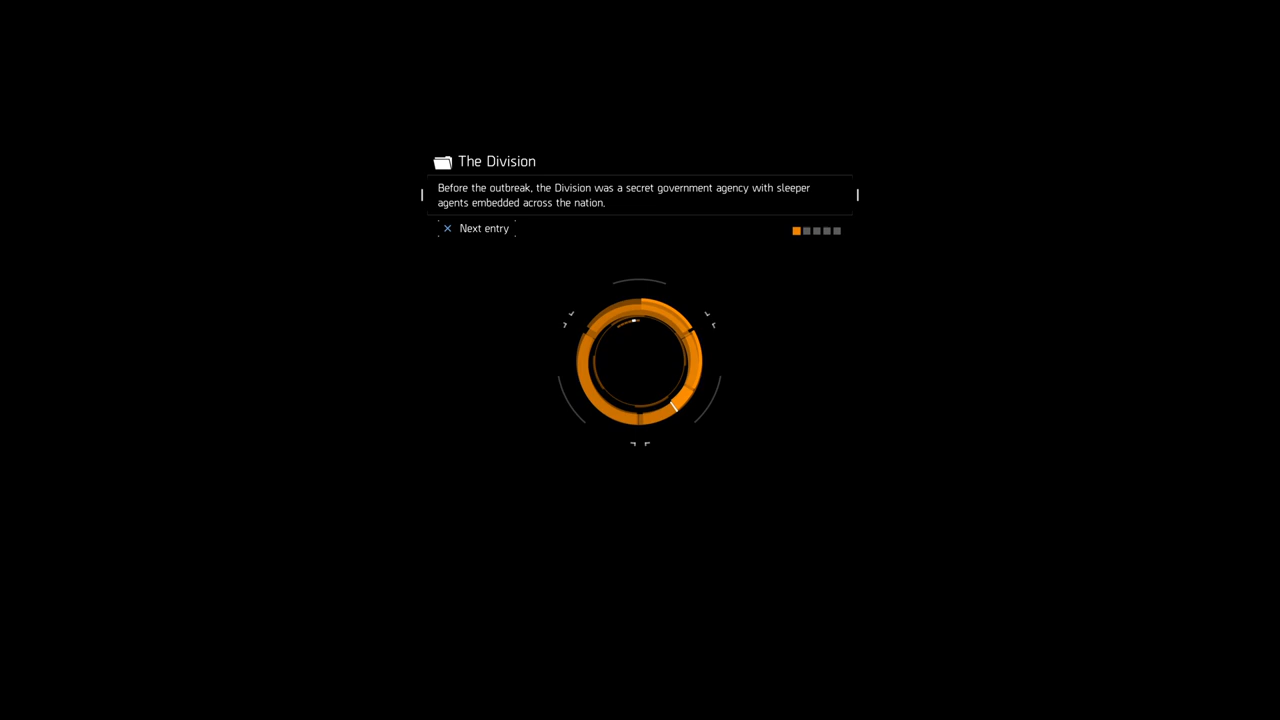 The Division
Before the outbreak, the Division was a secret government agency with sleeper
agents embedded across the nation.
Next entry